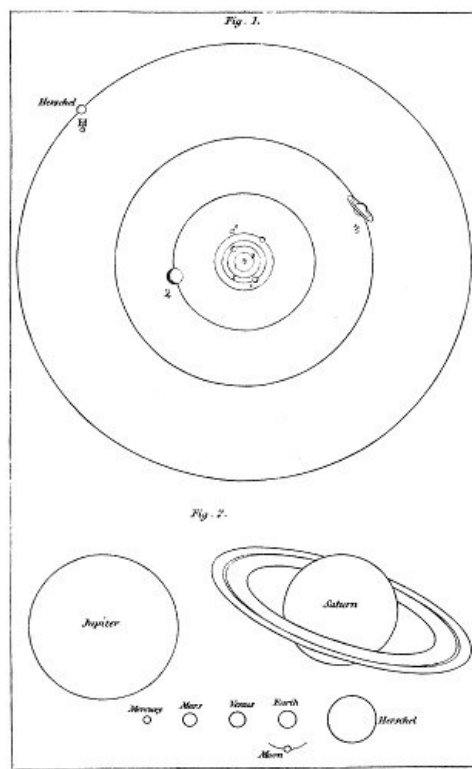 Fig. 1.
Herschel
♅
♄
♂
♃
Fig. 2.
Jupiter
Saturn
Mercury
Mars
Venus
Earth
Herschel
Moon